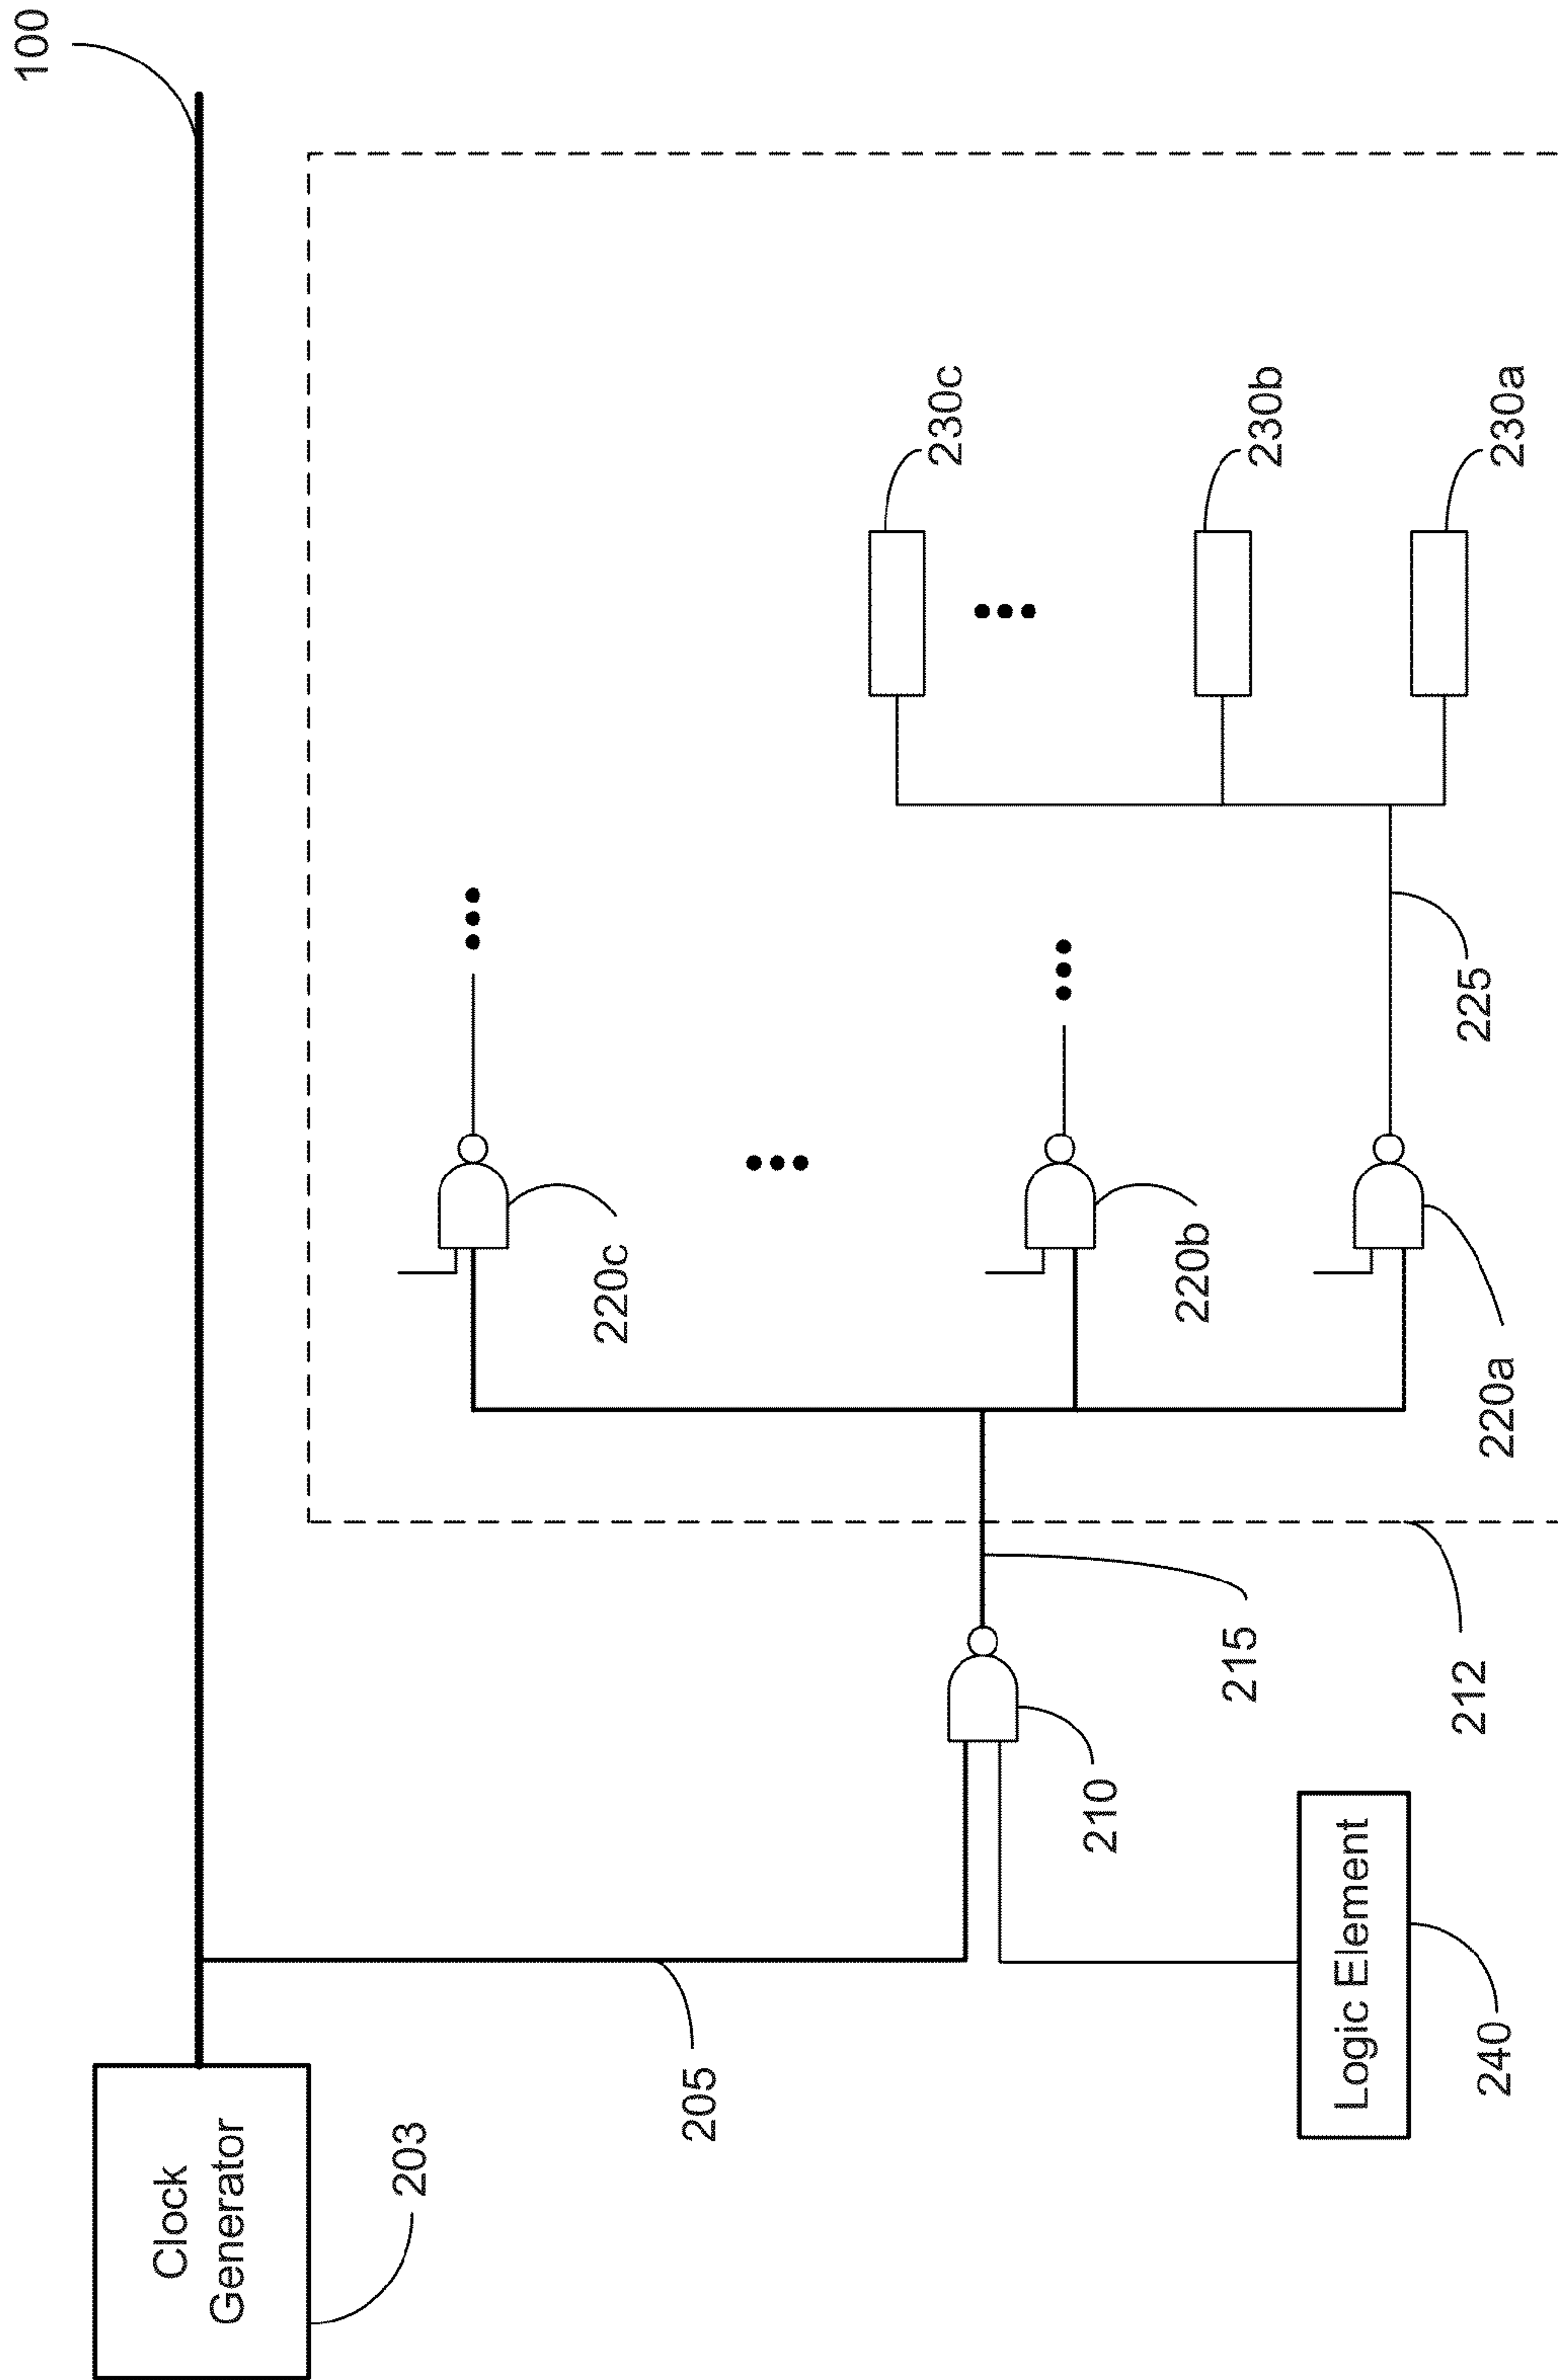 100
Clock
Generator
203
205
Logic Element
240
210
215
212
220c
220b
220a
225
230c
230b
230a